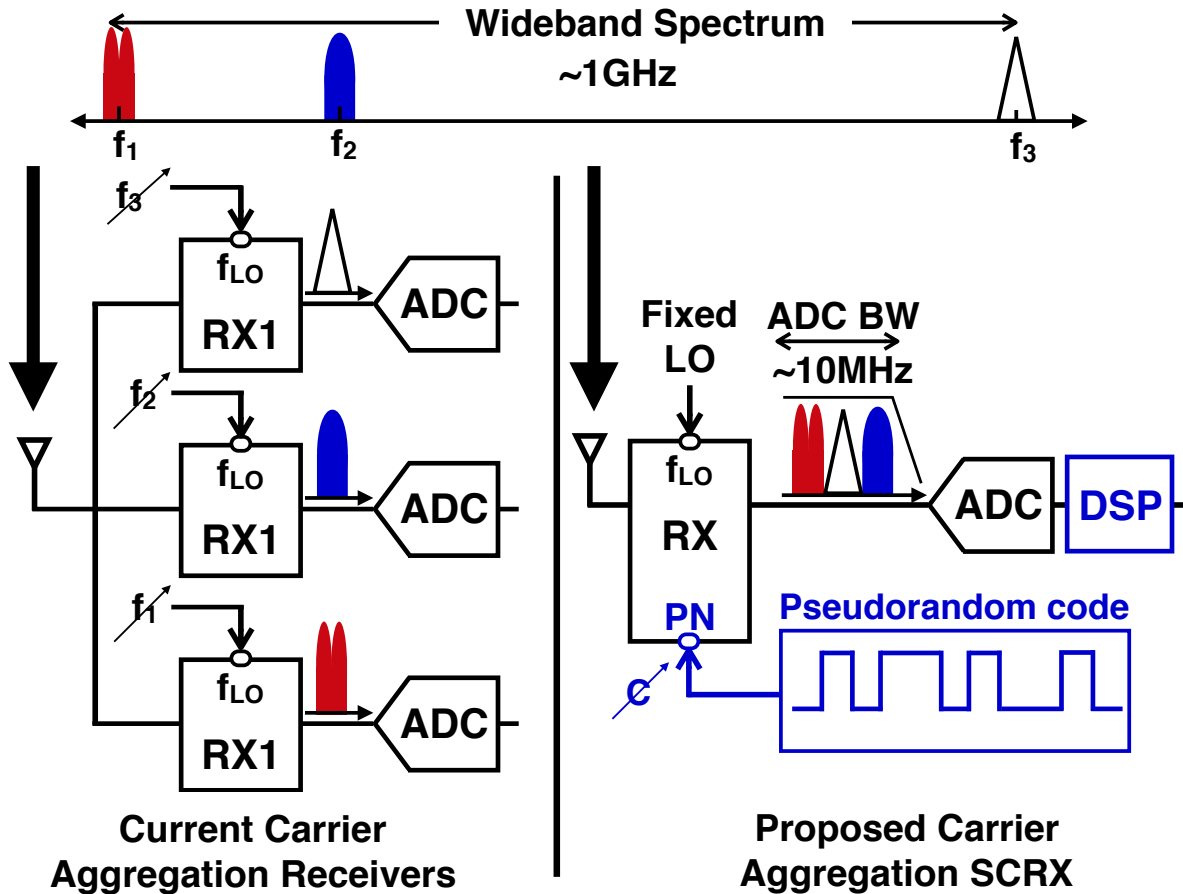 Wideband Spectrum
~1GHz
f1
f2
f3
f3
fLO
RX1
ADC
f2
fLO
RX1
ADC
f1
fLO
RX1
ADC
Current Carrier
Aggregation Receivers
Fixed
LO
ADC BW
~10MHz
fLO
RX
PN
ADC
DSP
Pseudorandom code
C
Proposed Carrier
Aggregation SCRX